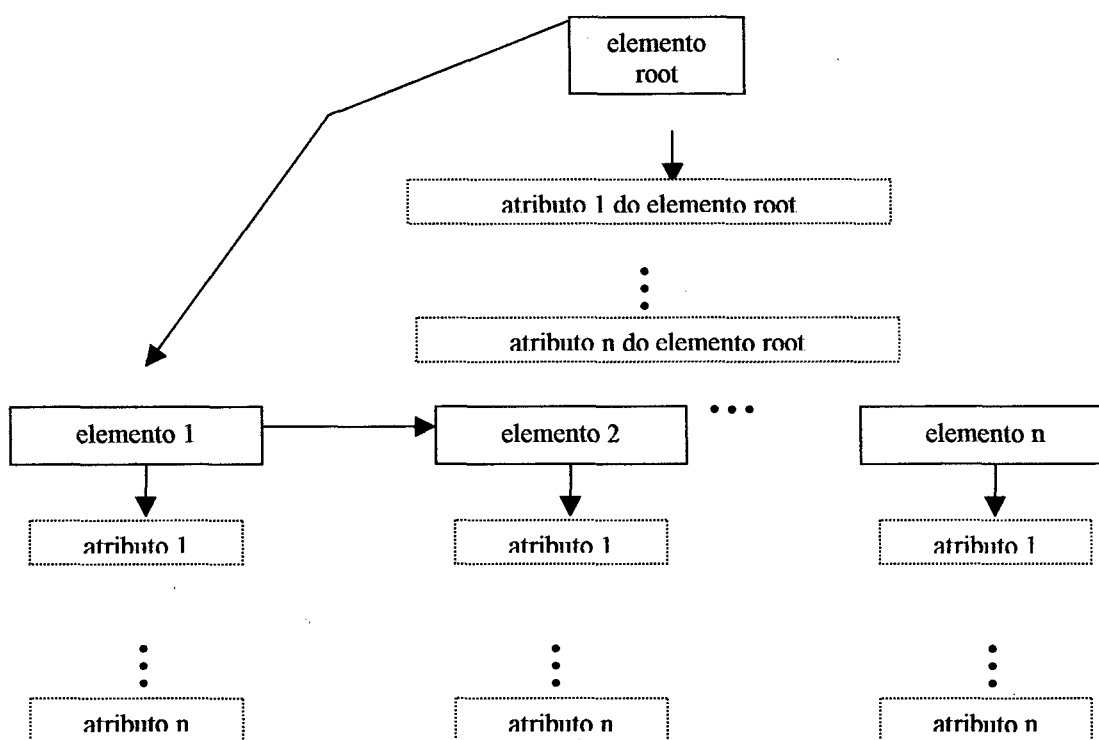 elemento
root
atributo 1 do elemento root
atributo n do elemento root
elemento 1
elemento 2
elemento n
atributo 1
atributo 1
atributo 1
atributo n
atributo n
atributo n